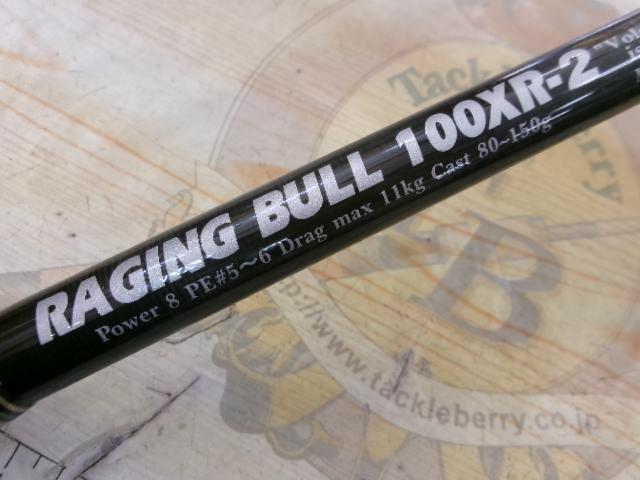 RAGING BULL 100XR-2
Power 8 PE#5~6 Drag max 11kg Cast 80~150g
Tackle Berry
B
http://www.tackleberry.co.jp